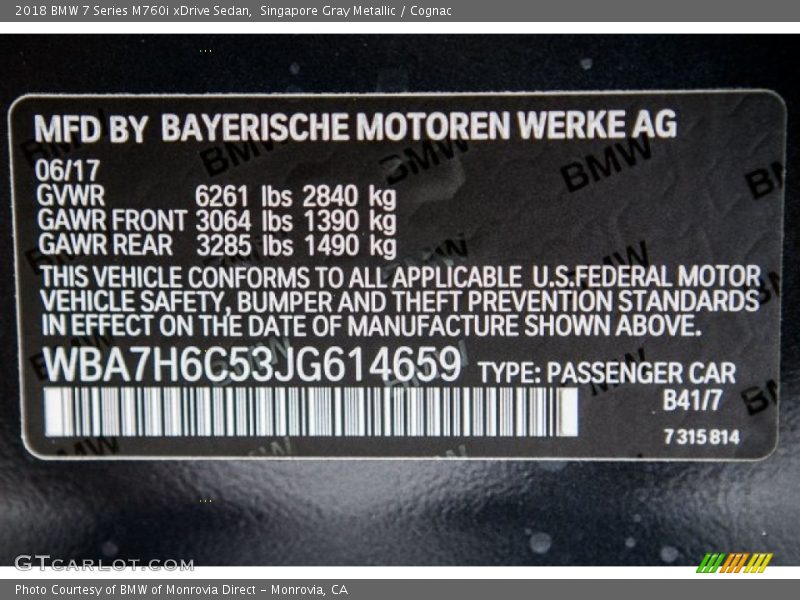 2018 BMW 7 Series M760i xDrive Sedan, Singapore Gray Metallic / Cognac
MFD BY BAYERISCHE MOTOREN WERKE AG
06/17
GVWR 6261 lbs 2840 kg
GAWR FRONT 3064 lbs 1390 kg
GAWR REAR 3285 lbs 1490 kg
THIS VEHICLE CONFORMS TO ALL APPLICABLE U.S.FEDERAL MOTOR
VEHICLE SAFETY, BUMPER AND THEFT PREVENTION STANDARDS
IN EFFECT ON THE DATE OF MANUFACTURE SHOWN ABOVE.
WBA7H6C53JG614659 TYPE: PASSENGER CAR
B41/7
7 315 814
GTCARLOT.COM
Photo Courtesy of BMW of Monrovia Direct - Monrovia, CA